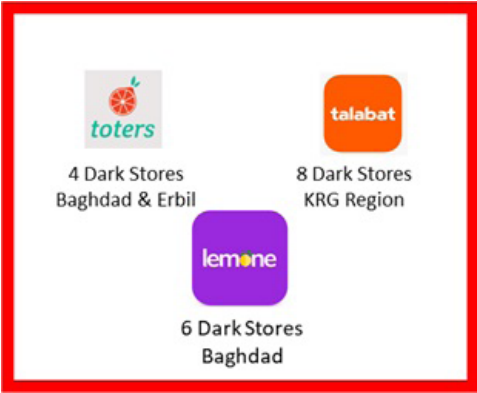 toters
talabat
4 Dark Stores
Baghdad & Erbil
8 Dark Stores
KRG Region
lemone
6 Dark Stores
Baghdad